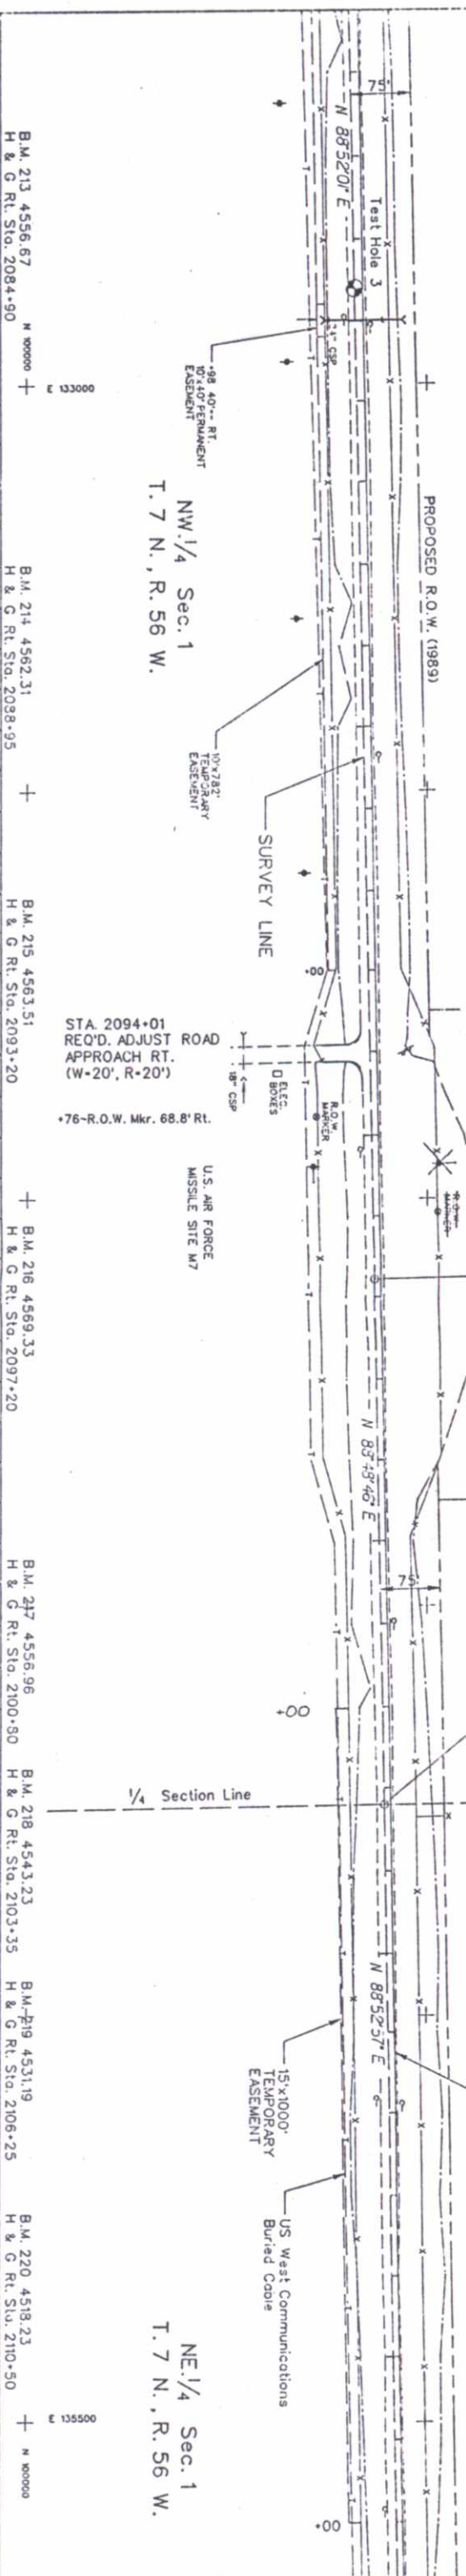 75'
N 88°52'01" E
Test Hole 3
24" CSP
PROPOSED R.O.W. (1989)
+98 40'-- RT.
10'x40' PERMANENT
EASEMENT
NW.1/4 Sec. 1
T. 7 N., R. 56 W.
10'x782'
TEMPORARY
EASEMENT
SURVEY LINE
+00
STA. 2094+01
REQ'D. ADJUST ROAD
APPROACH RT.
(W=20', R=20')
18" CSP
ELEC.
BOXES
R.O.W.
MARKER
R.O.W.
MARKER
+76~R.O.W. Mkr. 68.8' Rt.
U.S. AIR FORCE
MISSILE SITE M7
N 88°48'46" E
75'
+00
1/4 Section Line
N 88°52'57" E
15'x1000'
TEMPORARY
EASEMENT
US West Communications
Buried Cable
NE.1/4 Sec. 1
T. 7 N., R. 56 W.
+00
B.M. 213 4556.67
H & G Rt. Sta. 2084+90
N 100000
E 133000
B.M. 214 4562.31
H & G Rt. Sta. 2088+95
B.M. 215 4563.51
H & G Rt. Sta. 2093+20
B.M. 216 4569.33
H & G Rt. Sta. 2097+20
B.M. 217 4556.96
H & G Rt. Sta. 2100+80
B.M. 218 4543.23
H & G Rt. Sta. 2103+35
B.M. 219 4531.19
H & G Rt. Sta. 2106+25
B.M. 220 4518.23
H & G Rt. Sta. 2110+50
E 135500
N 100000